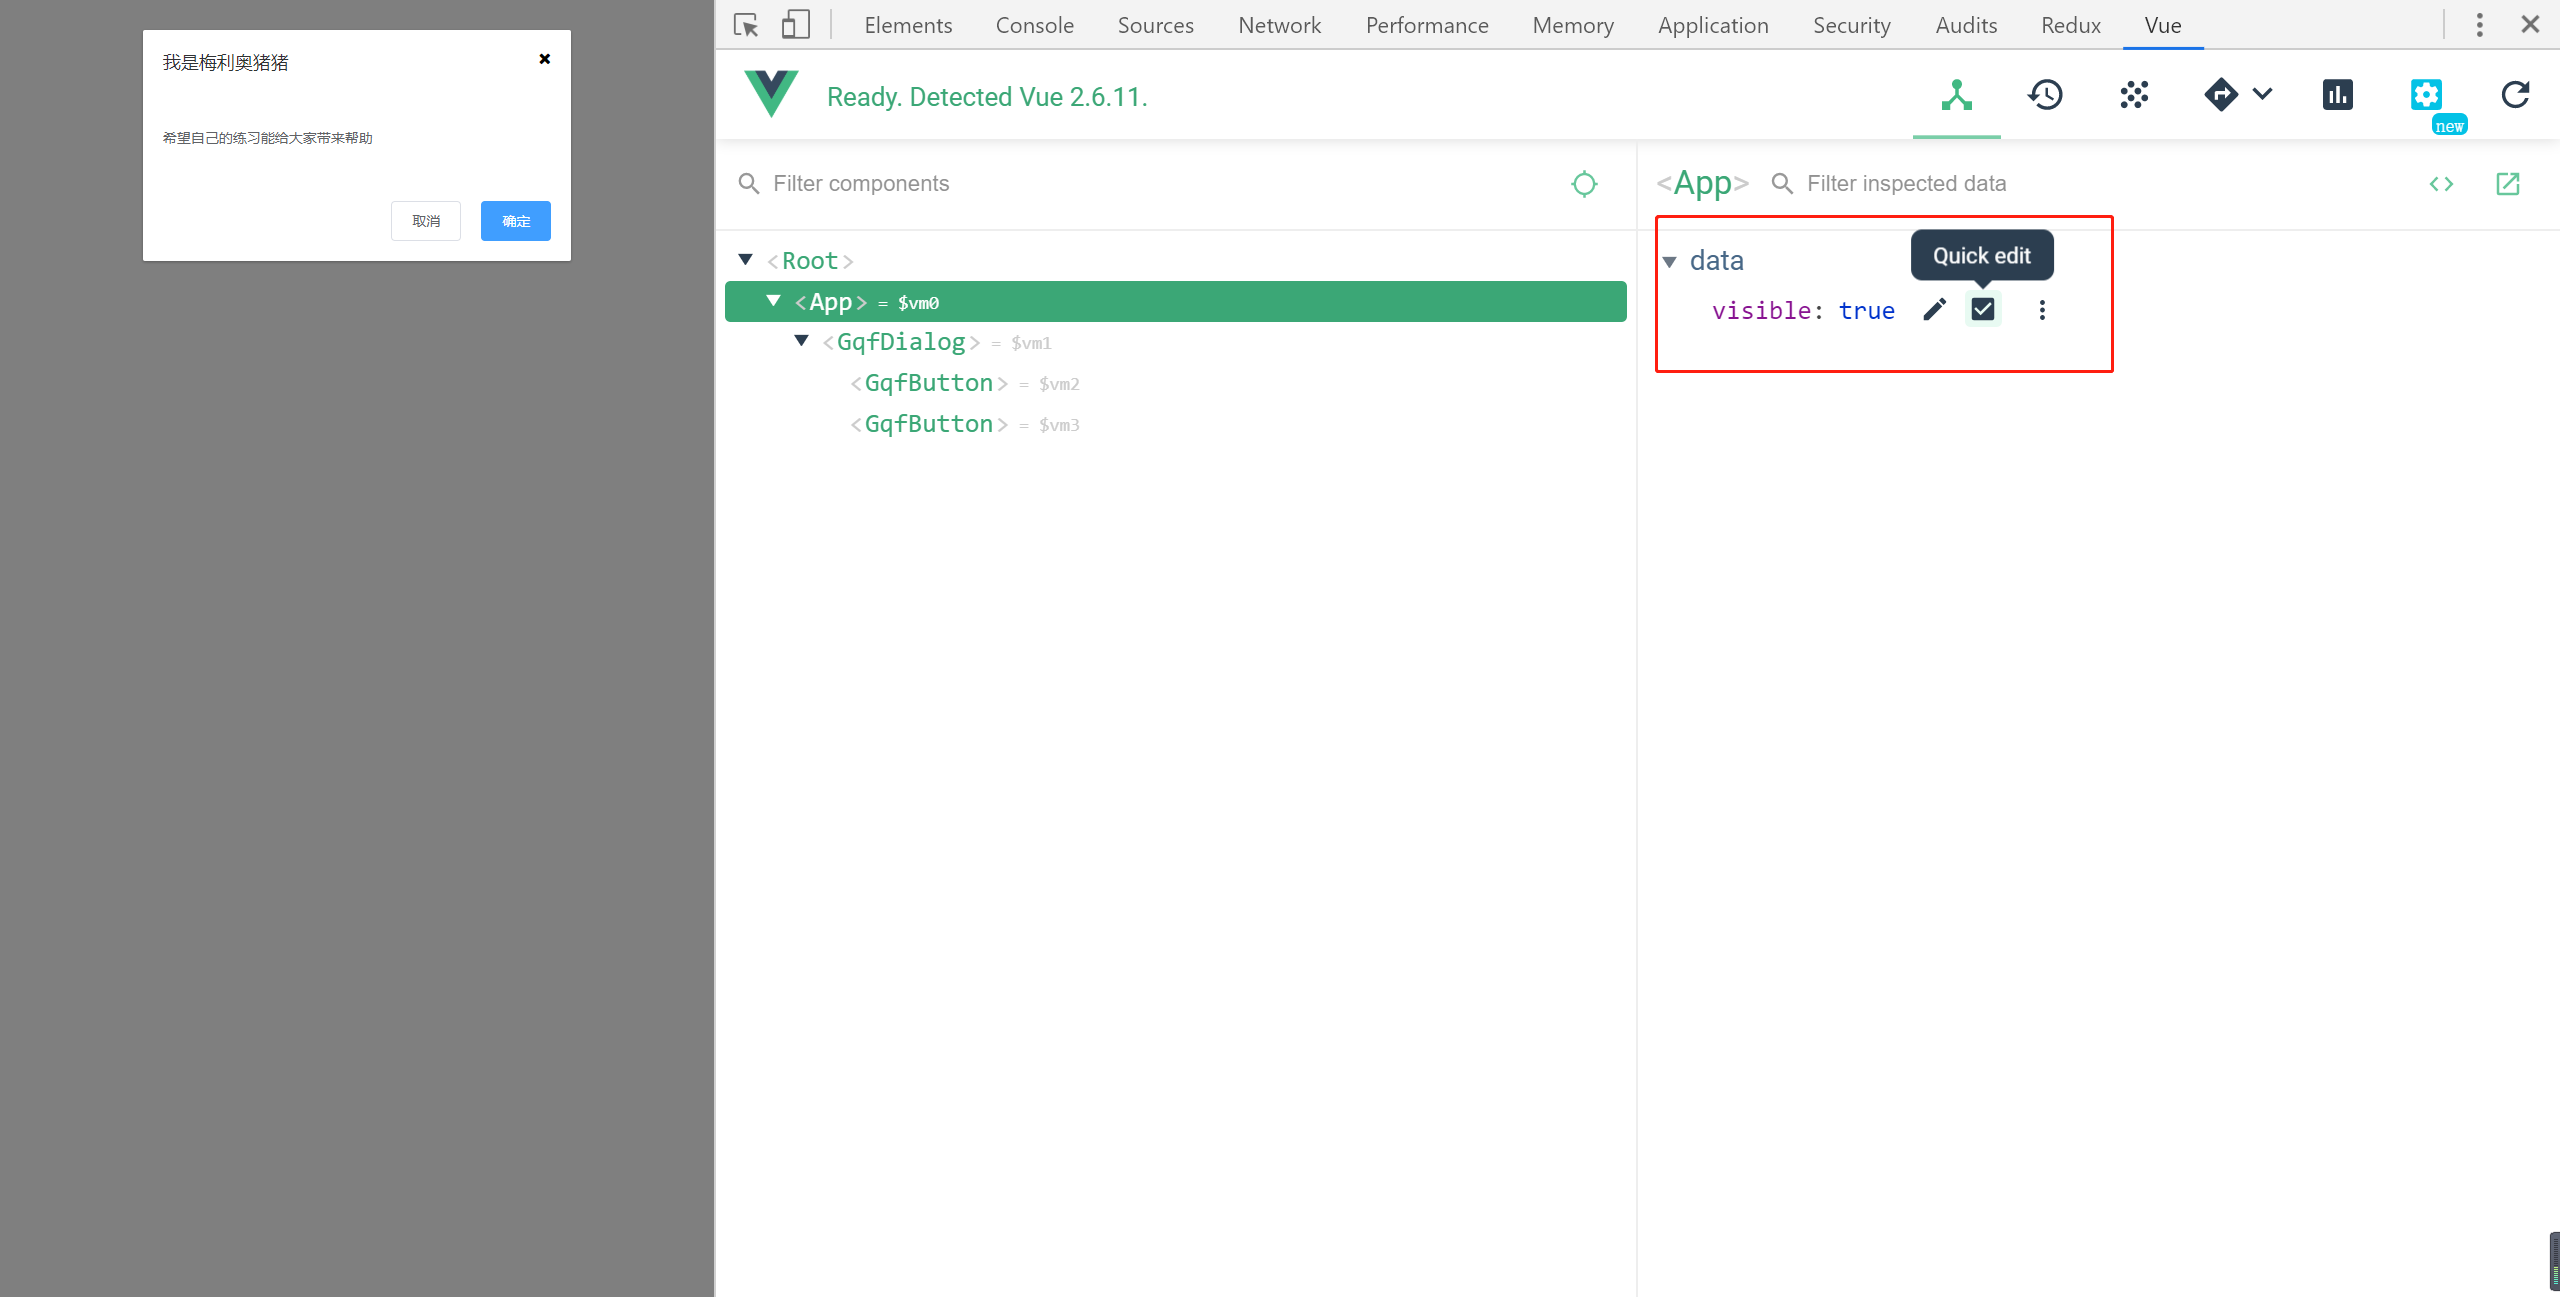 我是梅利奥猪猪
希望自己的练习能给大家带来帮助
取消 确定
Elements Console Sources Network Performance Memory Application Security Audits Redux Vue
Ready. Detected Vue 2.6.11.
new
Filter components
<Root>
<App> = $vm0
<GqfDialog> = $vm1
<GqfButton> = $vm2
<GqfButton> = $vm3
<App> Filter inspected data
data
Quick edit
visible: true